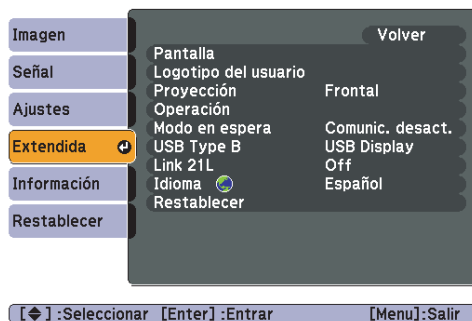 Imagen
Señal
Ajustes
Extendida
Información
Restablecer
Volver
Pantalla
Logotipo del usuario
Proyección Frontal
Operación
Modo en espera Comunic. desact.
USB Type B USB Display
Link 21L Off
Idioma Español
Restablecer
[◆] :Seleccionar [Enter] :Entrar [Menu]:Salir